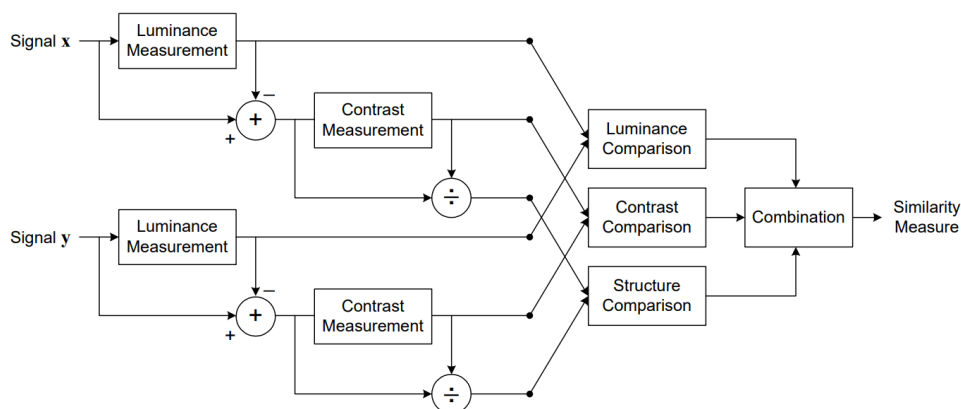 Signal x
Luminance
Measurement
−
+
+
Contrast
Measurement
÷
Luminance
Comparison
Signal y
Luminance
Measurement
−
+
+
Contrast
Measurement
÷
Contrast
Comparison
Structure
Comparison
Combination
Similarity
Measure